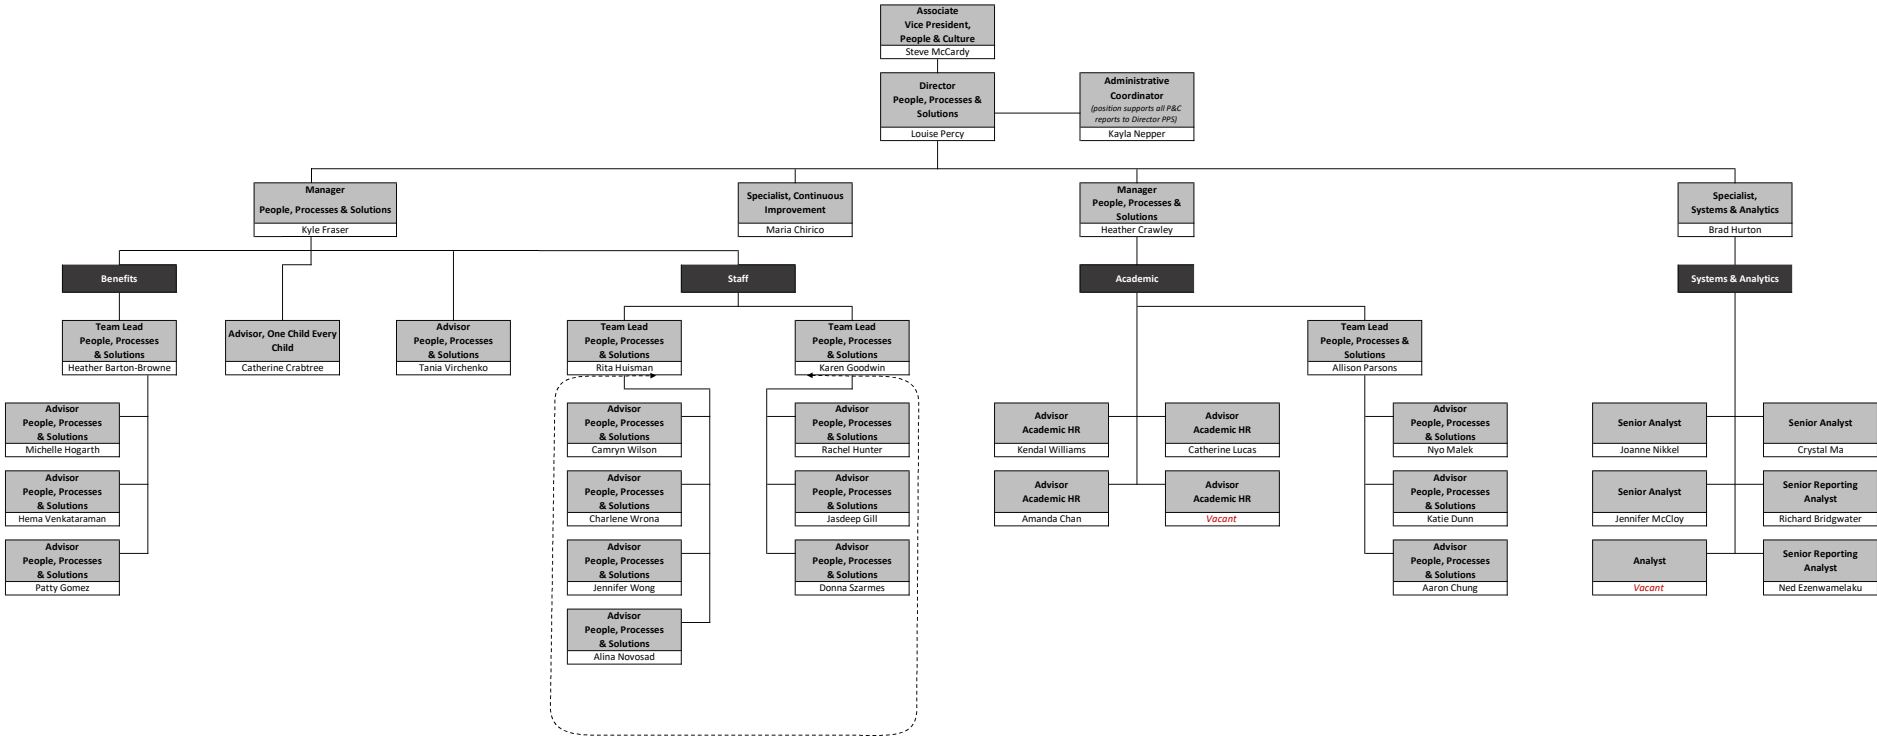 Associate
Vice President,
People & Culture
Steve McCardy
Director
People, Processes &
Solutions
Louise Percy
Administrative
Coordinator
(position supports all P&C
reports to Director PPS)
Kayla Nepper
Manager
People, Processes & Solutions
Kyle Fraser
Specialist, Continuous
Improvement
Maria Chirico
Manager
People, Processes &
Solutions
Heather Crawley
Specialist,
Systems & Analytics
Brad Hurton
Benefits
Staff
Academic
Systems & Analytics
Team Lead
People, Processes
& Solutions
Heather Barton-Browne
Advisor, One Child Every
Child
Catherine Crabtree
Advisor
People, Processes
& Solutions
Tania Virchenko
Team Lead
People, Processes
& Solutions
Rita Huisman
Team Lead
People, Processes
& Solutions
Karen Goodwin
Team Lead
People, Processes &
Solutions
Allison Parsons
Advisor
People, Processes
& Solutions
Michelle Hogarth
Advisor
People, Processes
& Solutions
Camryn Wilson
Advisor
People, Processes
& Solutions
Rachel Hunter
Advisor
Academic HR
Kendal Williams
Advisor
Academic HR
Catherine Lucas
Advisor
People, Processes
& Solutions
Nyo Malek
Senior Analyst
Joanne Nikkel
Senior Analyst
Crystal Ma
Advisor
People, Processes
& Solutions
Hema Venkataraman
Advisor
People, Processes
& Solutions
Charlene Wrona
Advisor
People, Processes
& Solutions
Jasdeep Gill
Advisor
Academic HR
Amanda Chan
Advisor
Academic HR
Vacant
Advisor
People, Processes
& Solutions
Katie Dunn
Senior Analyst
Jennifer McCloy
Senior Reporting
Analyst
Richard Bridgwater
Advisor
People, Processes
& Solutions
Patty Gomez
Advisor
People, Processes
& Solutions
Jennifer Wong
Advisor
People, Processes
& Solutions
Donna Szarmes
Advisor
People, Processes
& Solutions
Aaron Chung
Analyst
Vacant
Senior Reporting
Analyst
Ned Ezenwamelaku
Advisor
People, Processes
& Solutions
Alina Novosad